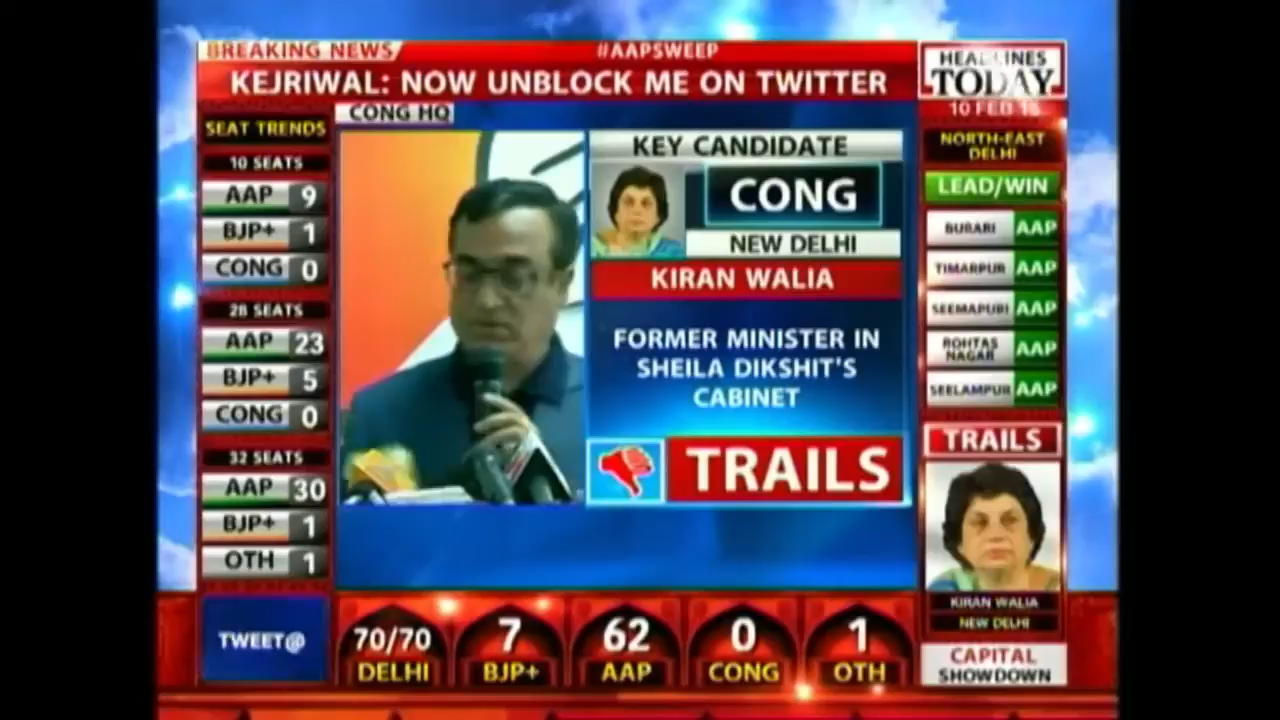 BREAKING NEWS
#AAPSWEEP
KEJRIWAL: NOW UNBLOCK ME ON TWITTER
HEADLINES
TODAY
10 FEB 15
CONG HQ
SEAT TRENDS
10 SEATS
AAP 9
BJP+ 1
CONG 0
28 SEATS
AAP 23
BJP+ 5
CONG 0
32 SEATS
AAP 30
BJP+ 1
OTH 1
TWEET@
KEY CANDIDATE
CONG
NEW DELHI
KIRAN WALIA
FORMER MINISTER IN
SHEILA DIKSHIT'S
CABINET
TRAILS
NORTH-EAST
DELHI
LEAD/WIN
BURARI AAP
TIMARPUR AAP
SEEMAPURI AAP
ROHTAS
NAGAR AAP
SEELAMPUR AAP
TRAILS
KIRAN WALIA
NEW DELHI
CAPITAL
SHOWDOWN
70/70 7 62 0 1
DELHI BJP+ AAP CONG OTH